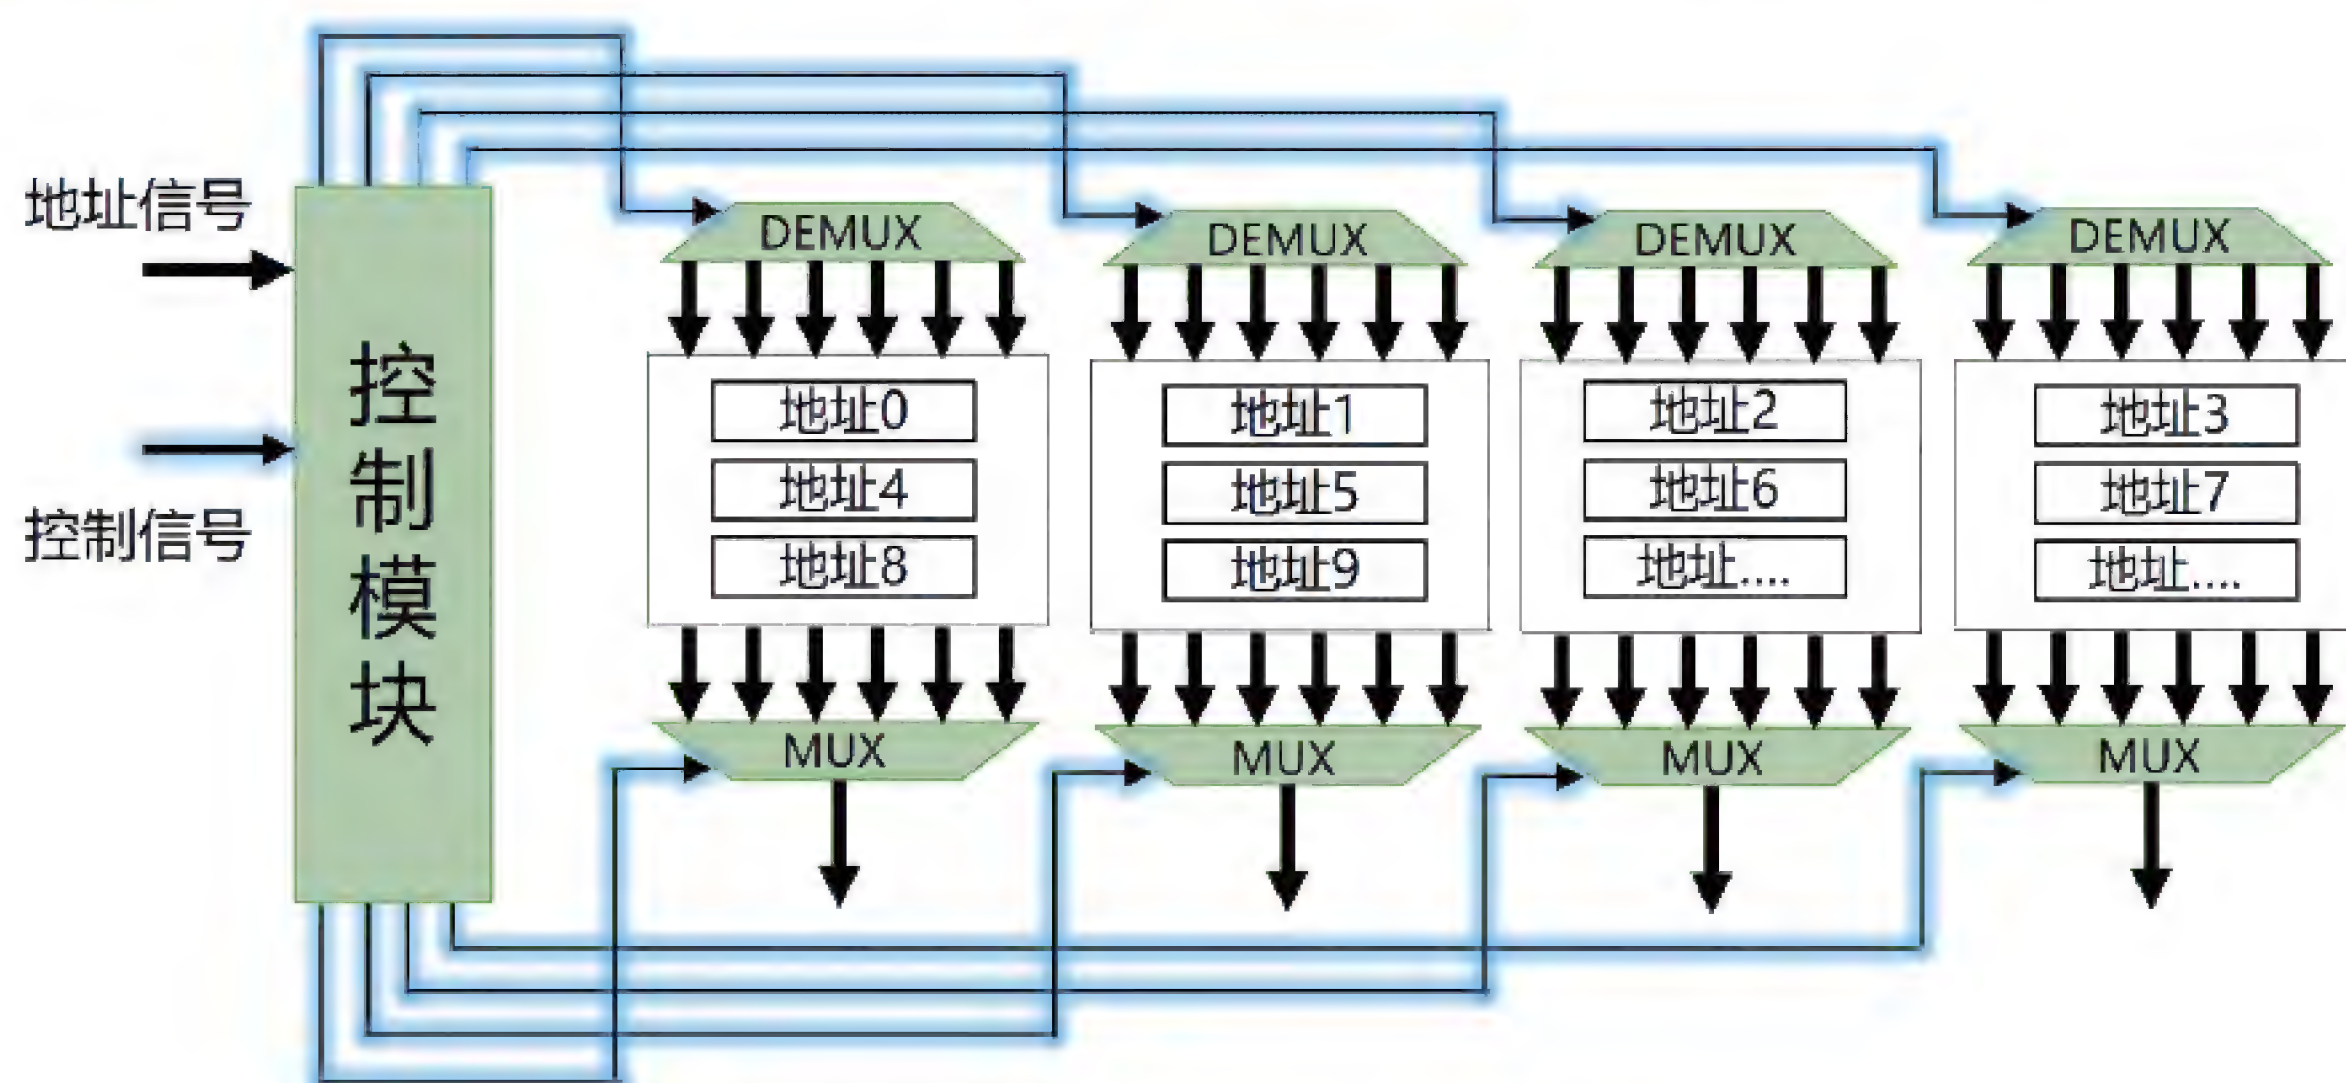 地址信号
控制信号
控制模块
DEMUX
DEMUX
DEMUX
DEMUX
地址0
地址4
地址8
地址1
地址5
地址9
地址2
地址6
地址....
地址3
地址7
地址....
MUX
MUX
MUX
MUX